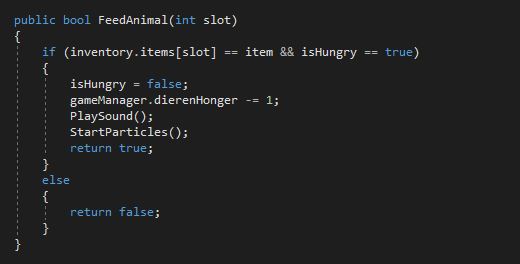 public bool FeedAnimal(int slot)
{
if (inventory.items[slot] == item && isHungry == true)
{
isHungry = false;
gameManager.dierenHonger -= 1;
PlaySound();
StartParticles();
return true;
}
else
{
return false;
}
}